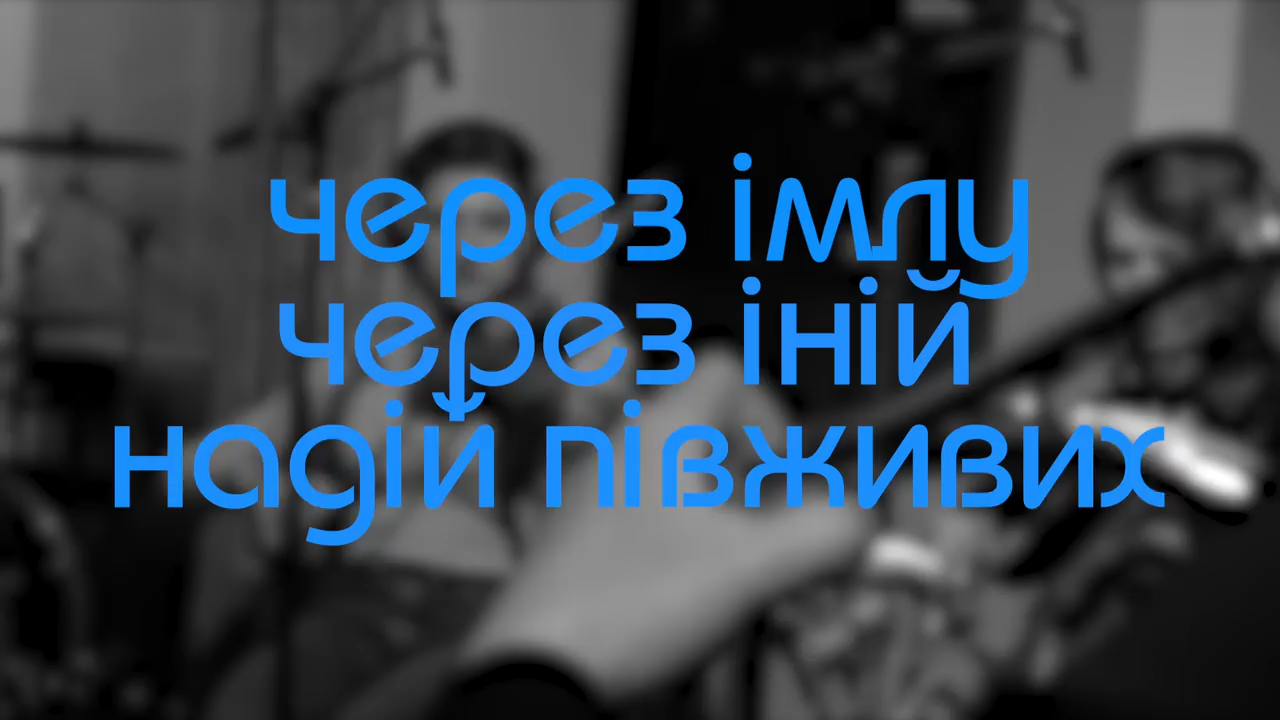 через імлу
через іній
надій півживих